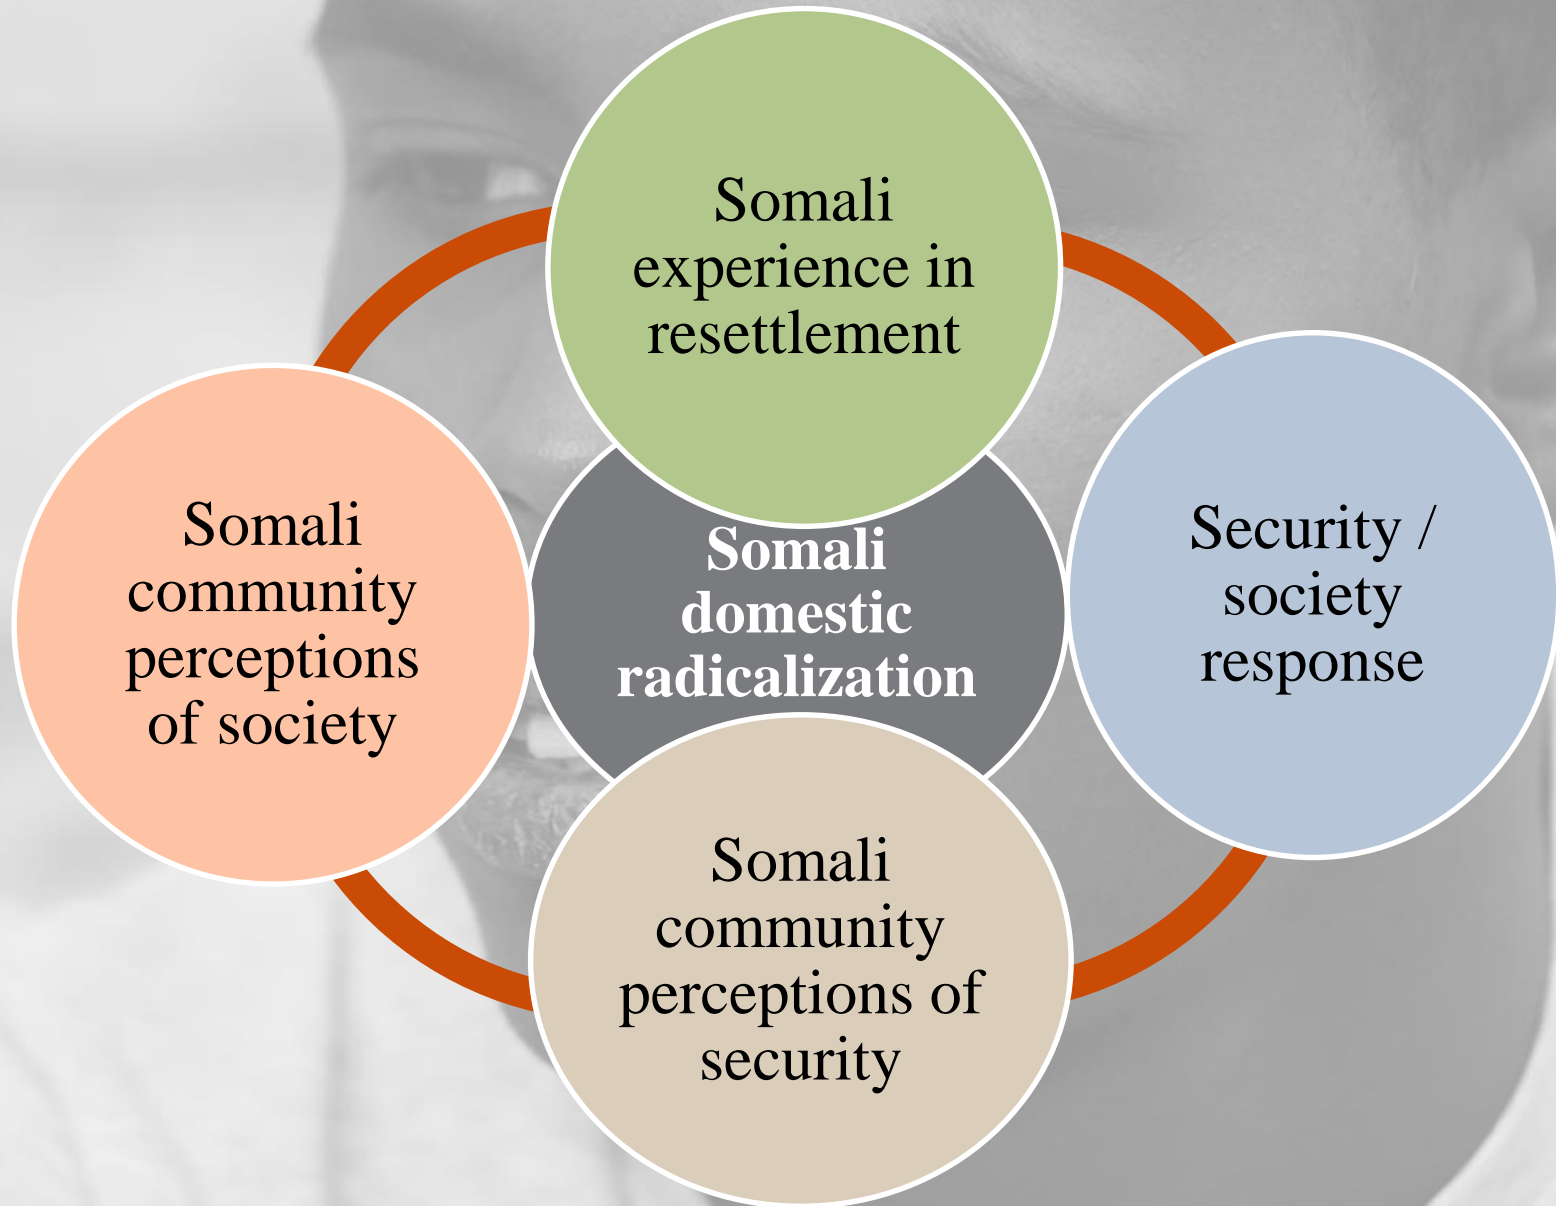 Somali
experience in
resettlement
Somali
community
perceptions
of society
Somali
domestic
radicalization
Security /
society
response
Somali
community
perceptions of
security